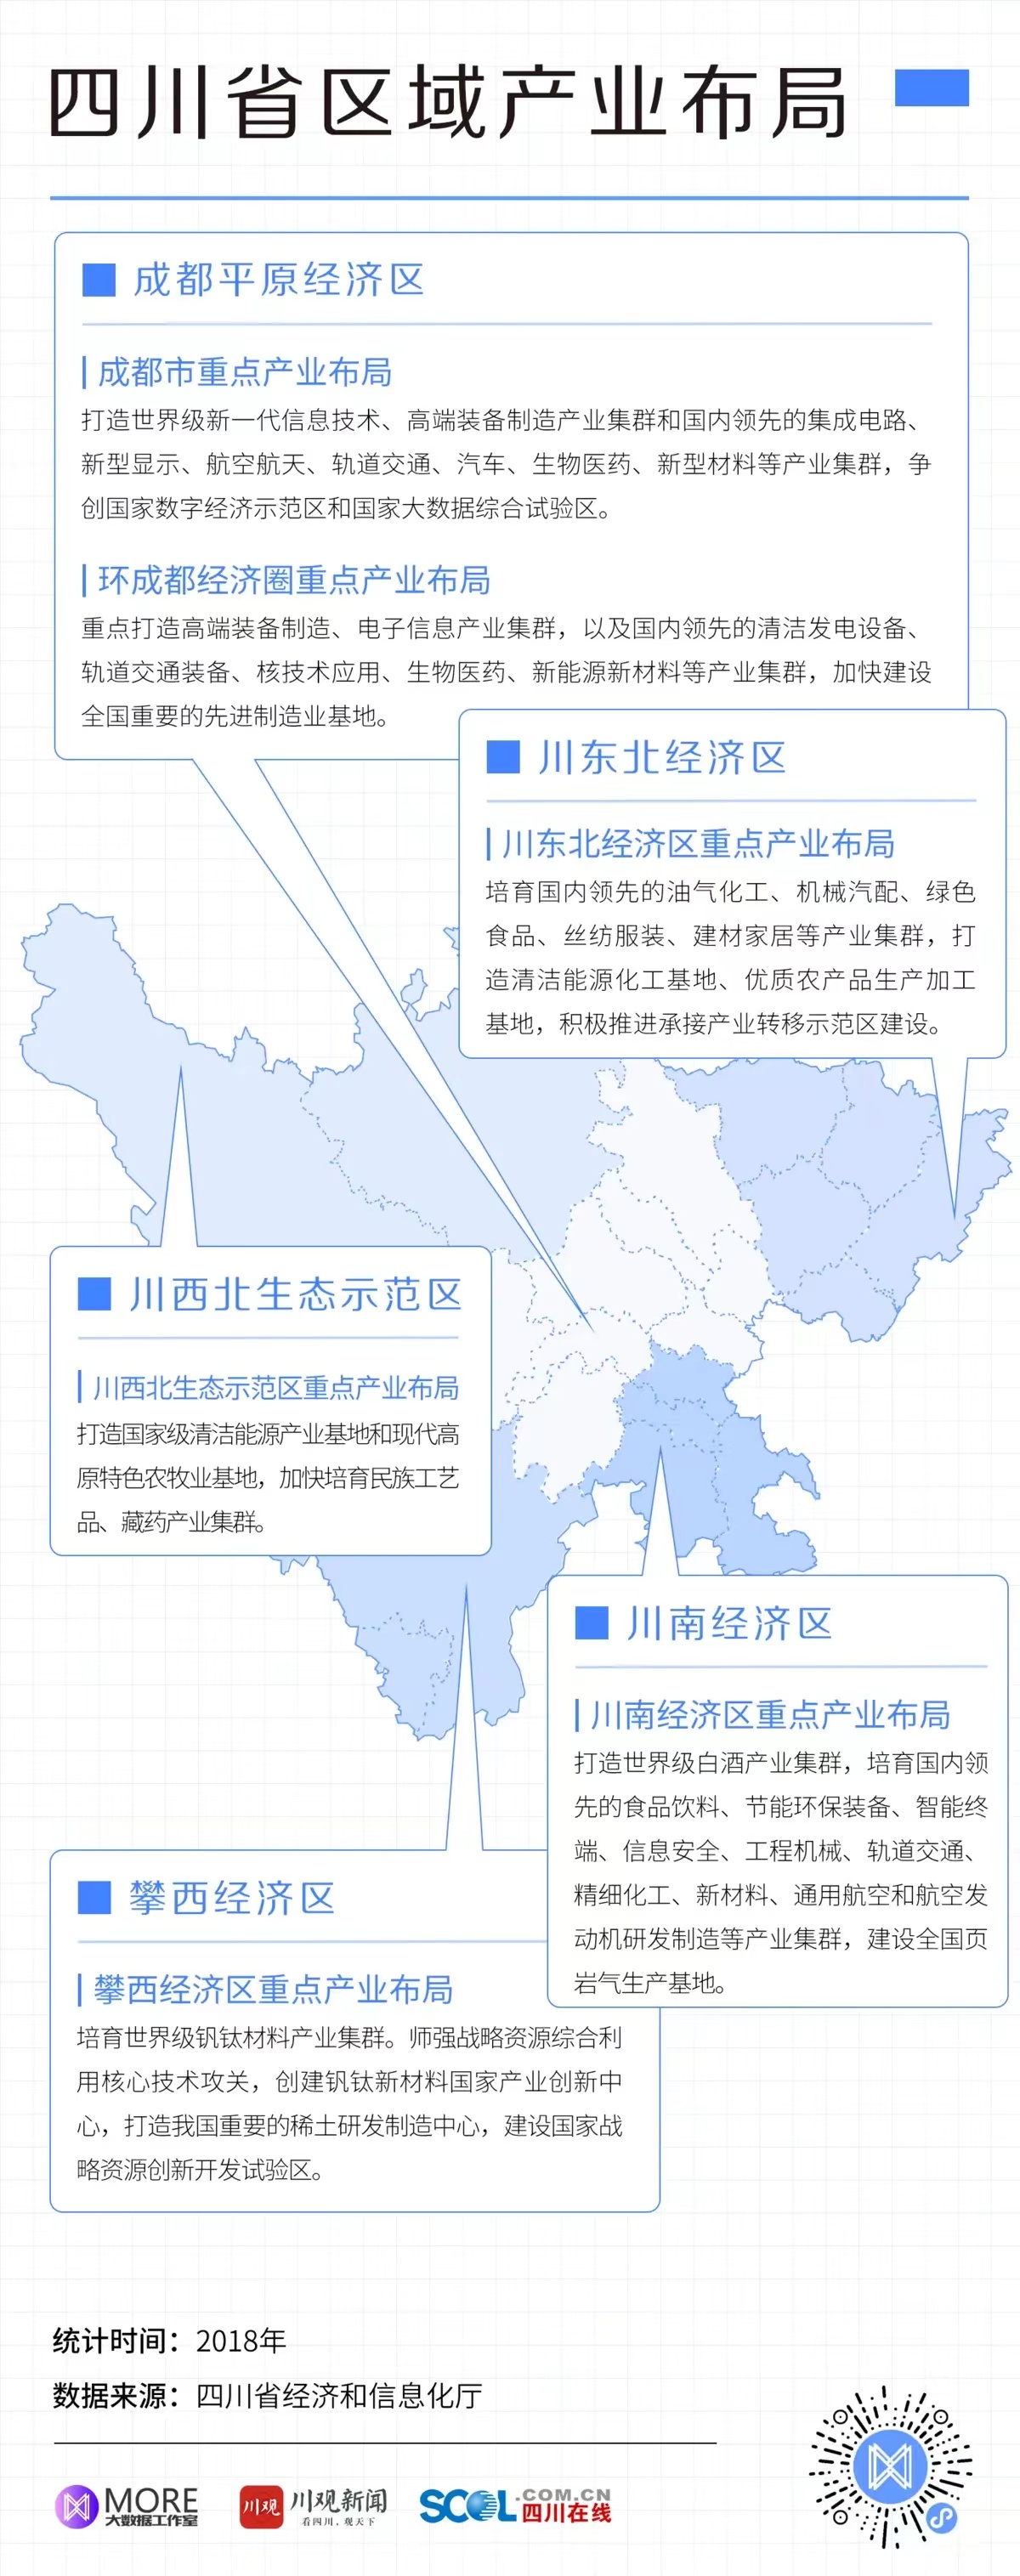 四川省区域产业布局
成都平原经济区
成都市重点产业布局
打造世界级新一代信息技术、高端装备制造产业集群和国内领先的集成电路、
新型显示、航空航天、轨道交通、汽车、生物医药、新型材料等产业集群，争
创国家数字经济示范区和国家大数据综合试验区。
环成都经济圈重点产业布局
重点打造高端装备制造、电子信息产业集群，以及国内领先的清洁发电设备、
轨道交通装备、核技术应用、生物医药、新能源新材料等产业集群，加快建设
全国重要的先进制造业基地。
川东北经济区
川东北经济区重点产业布局
培育国内领先的油气化工、机械汽配、绿色
食品、丝纺服装、建材家居等产业集群，打
造清洁能源化工基地、优质农产品生产加工
基地，积极推进承接产业转移示范区建设。
川西北生态示范区
川西北生态示范区重点产业布局
打造国家级清洁能源产业基地和现代高
原特色农牧业基地，加快培育民族工艺
品、藏药产业集群。
川南经济区
川南经济区重点产业布局
打造世界级白酒产业集群，培育国内领
先的食品饮料、节能环保装备、智能终
端、信息安全、工程机械、轨道交通、
精细化工、新材料、通用航空和航空发
动机研发制造等产业集群，建设全国页
岩气生产基地。
攀西经济区
攀西经济区重点产业布局
培育世界级钒钛材料产业集群。师强战略资源综合利
用核心技术攻关，创建钒钛新材料国家产业创新中
心，打造我国重要的稀土研发制造中心，建设国家战
略资源创新开发试验区。
统计时间：2018年
数据来源：四川省经济和信息化厅
MORE
大数据工作室
川观
川观新闻
看四川，观天下
SCOL.COM.CN
四川在线